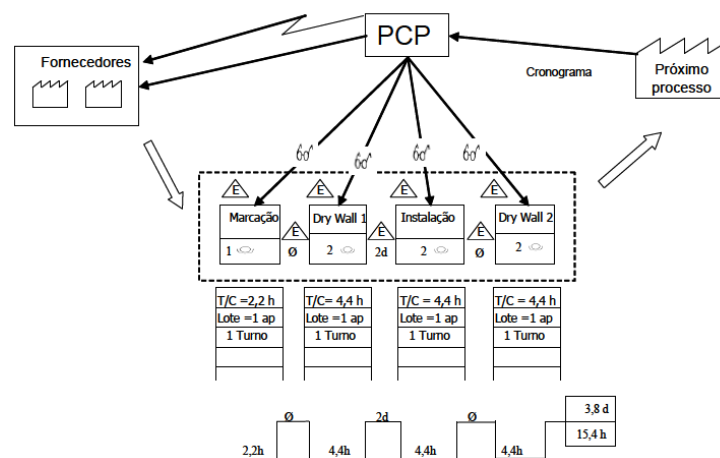 PCP
Fornecedores
Cronograma
Próximo
processo
E
E
E
E
Marcação
Dry Wall 1
Instalação
Dry Wall 2
E
E
E
1
Ø
2
2d
2
Ø
2
T/C =2,2 h
T/C= 4,4 h
T/C = 4,4 h
T/C = 4,4 h
Lote =1 ap
Lote =1 ap
Lote =1 ap
Lote =1 ap
1 Turno
1 Turno
1 Turno
1 Turno
Ø
2d
Ø
3,8 d
15,4 h
2,2h
4,4h
4,4h
4,4h